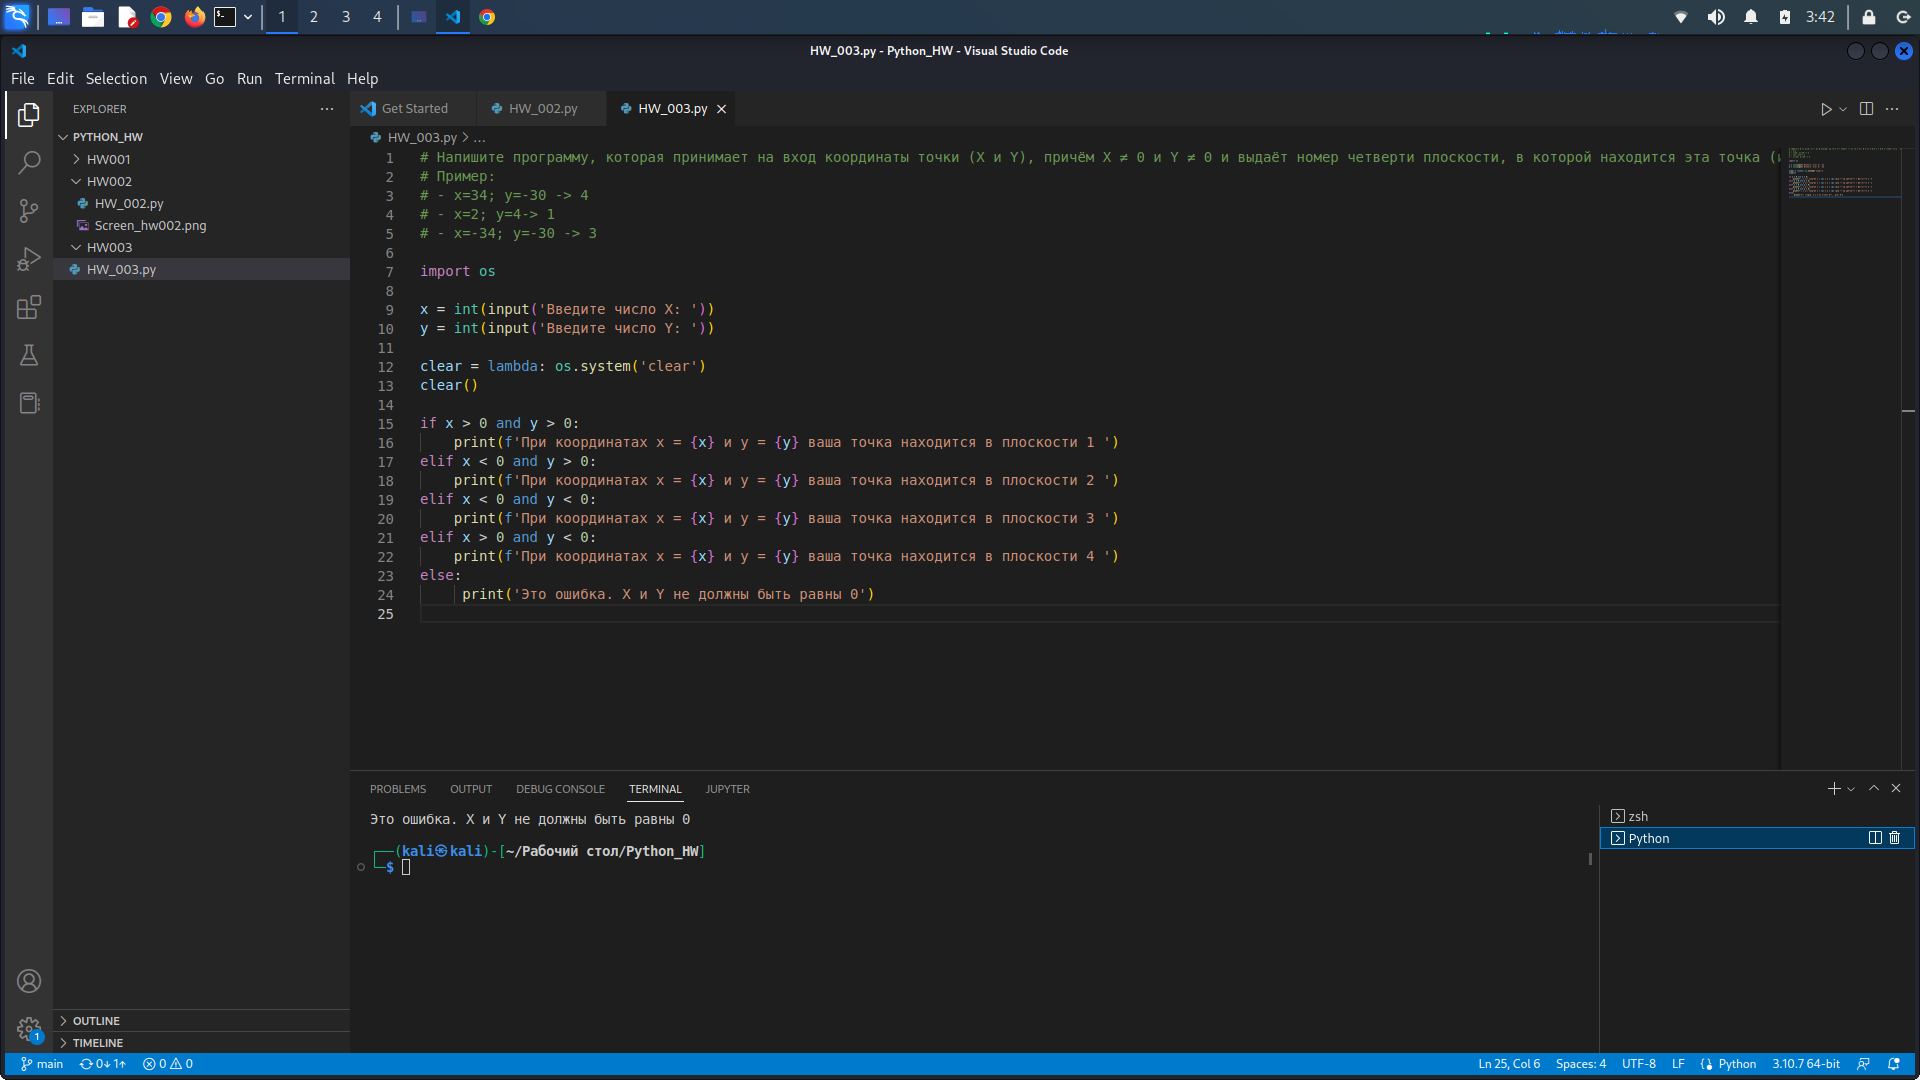 1 2 3 4 3:42
HW_003.py - Python_HW - Visual Studio Code
File Edit Selection View Go Run Terminal Help
EXPLORER
PYTHON_HW
HW001
HW002
HW_002.py
Screen_hw002.png
HW003
HW_003.py
OUTLINE
TIMELINE
Get Started HW_002.py HW_003.py
HW_003.py > ...
1 # Напишите программу, которая принимает на вход координаты точки (X и Y), причём X ≠ 0 и Y ≠ 0 и выдаёт номер четверти плоскости, в которой находится эта точка (
2 # Пример:
3 # - x=34; y=-30 -> 4
4 # - x=2; y=4-> 1
5 # - x=-34; y=-30 -> 3
6
7 import os
8
9 x = int(input('Введите число X: '))
10 y = int(input('Введите число Y: '))
11
12 clear = lambda: os.system('clear')
13 clear()
14
15 if x > 0 and y > 0:
16 print(f'При координатах x = {x} и y = {y} ваша точка находится в плоскости 1 ')
17 elif x < 0 and y > 0:
18 print(f'При координатах x = {x} и y = {y} ваша точка находится в плоскости 2 ')
19 elif x < 0 and y < 0:
20 print(f'При координатах x = {x} и y = {y} ваша точка находится в плоскости 3 ')
21 elif x > 0 and y < 0:
22 print(f'При координатах x = {x} и y = {y} ваша точка находится в плоскости 4 ')
23 else:
24 print('Это ошибка. X и Y не должны быть равны 0')
25
PROBLEMS OUTPUT DEBUG CONSOLE TERMINAL JUPYTER
Это ошибка. X и Y не должны быть равны 0
(kali㉿kali)-[~/Рабочий стол/Python_HW]
$
zsh
Python
1
main 0↓ 1↑ 0 0 Ln 25, Col 6 Spaces: 4 UTF-8 LF Python 3.10.7 64-bit